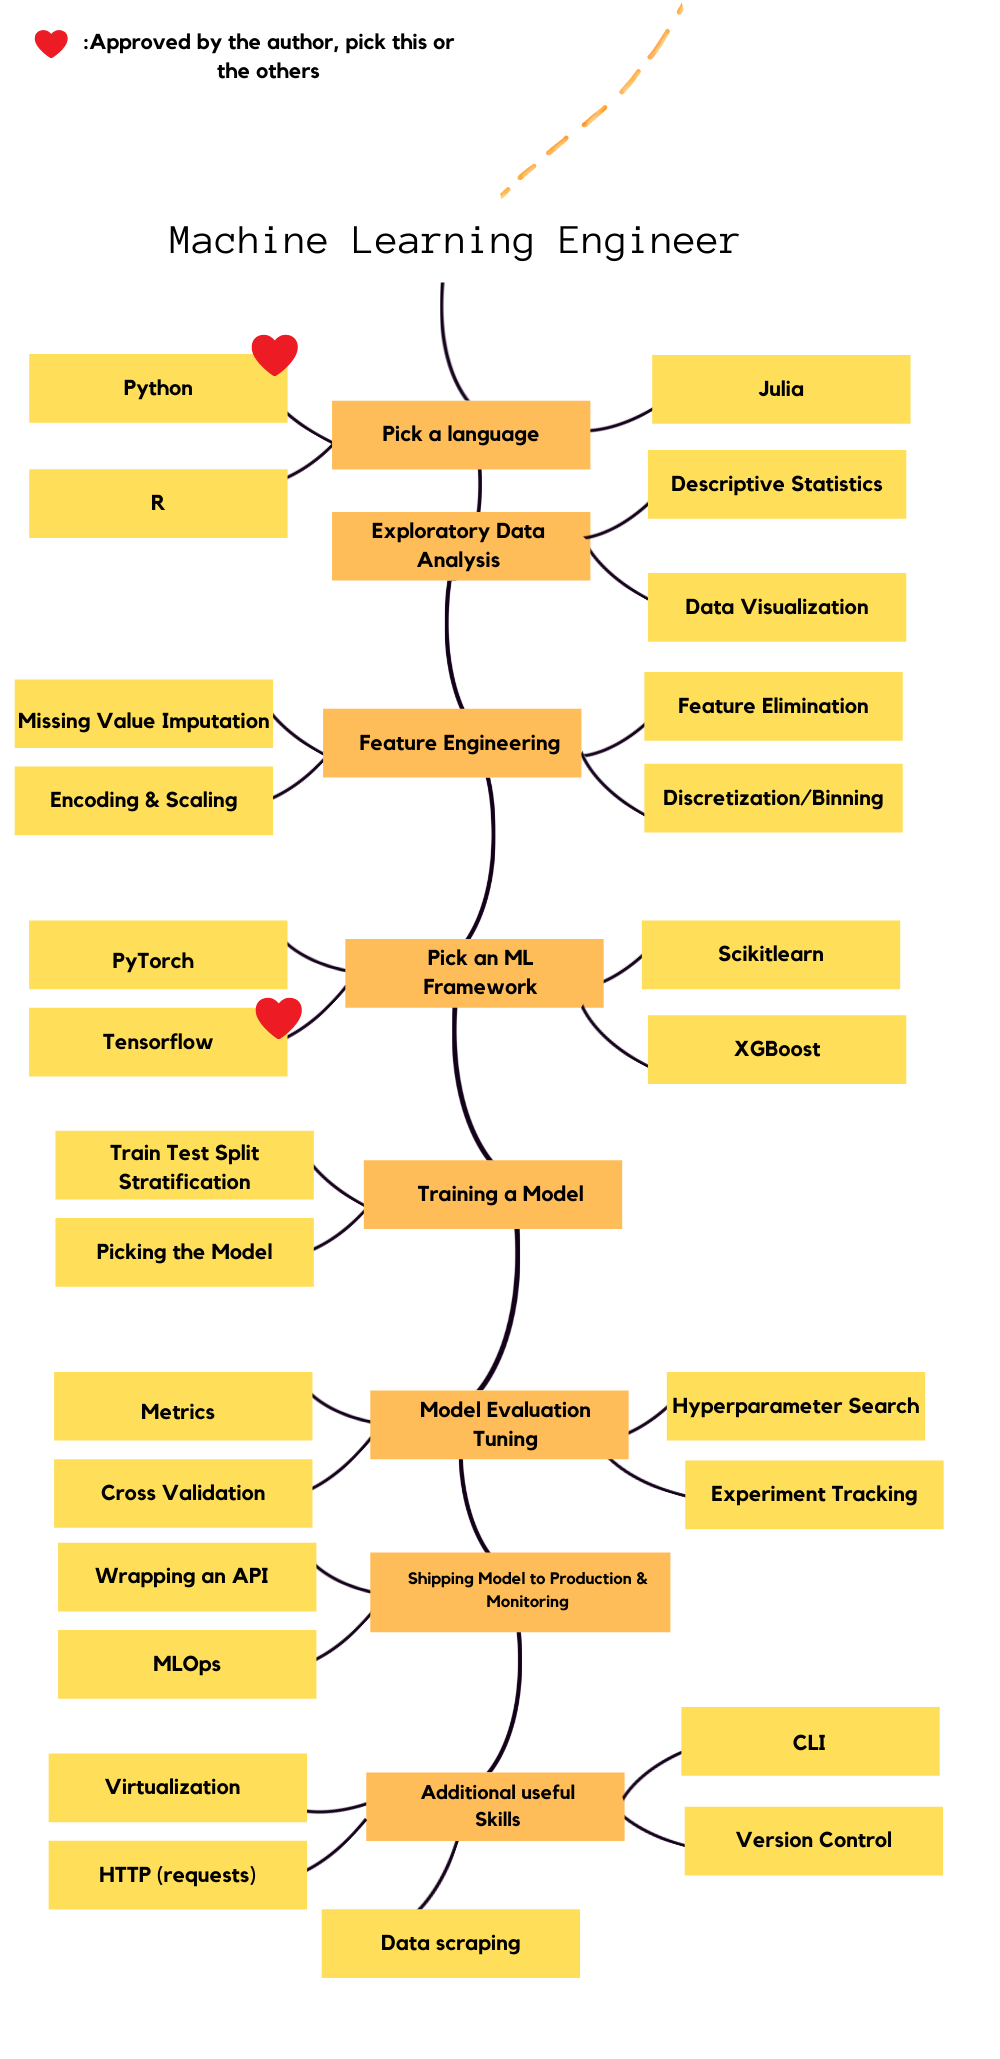 :Approved by the author, pick this or
the others
Machine Learning Engineer
Python
Julia
Pick a language
R
Descriptive Statistics
Exploratory Data
Analysis
Data Visualization
Missing Value Imputation
Feature Elimination
Feature Engineering
Encoding & Scaling
Discretization/Binning
PyTorch
Pick an ML
Framework
Scikitlearn
Tensorflow
XGBoost
Train Test Split
Stratification
Training a Model
Picking the Model
Metrics
Model Evaluation
Tuning
Hyperparameter Search
Cross Validation
Experiment Tracking
Wrapping an API
Shipping Model to Production &
Monitoring
MLOps
CLI
Virtualization
Additional useful
Skills
Version Control
HTTP (requests)
Data scraping